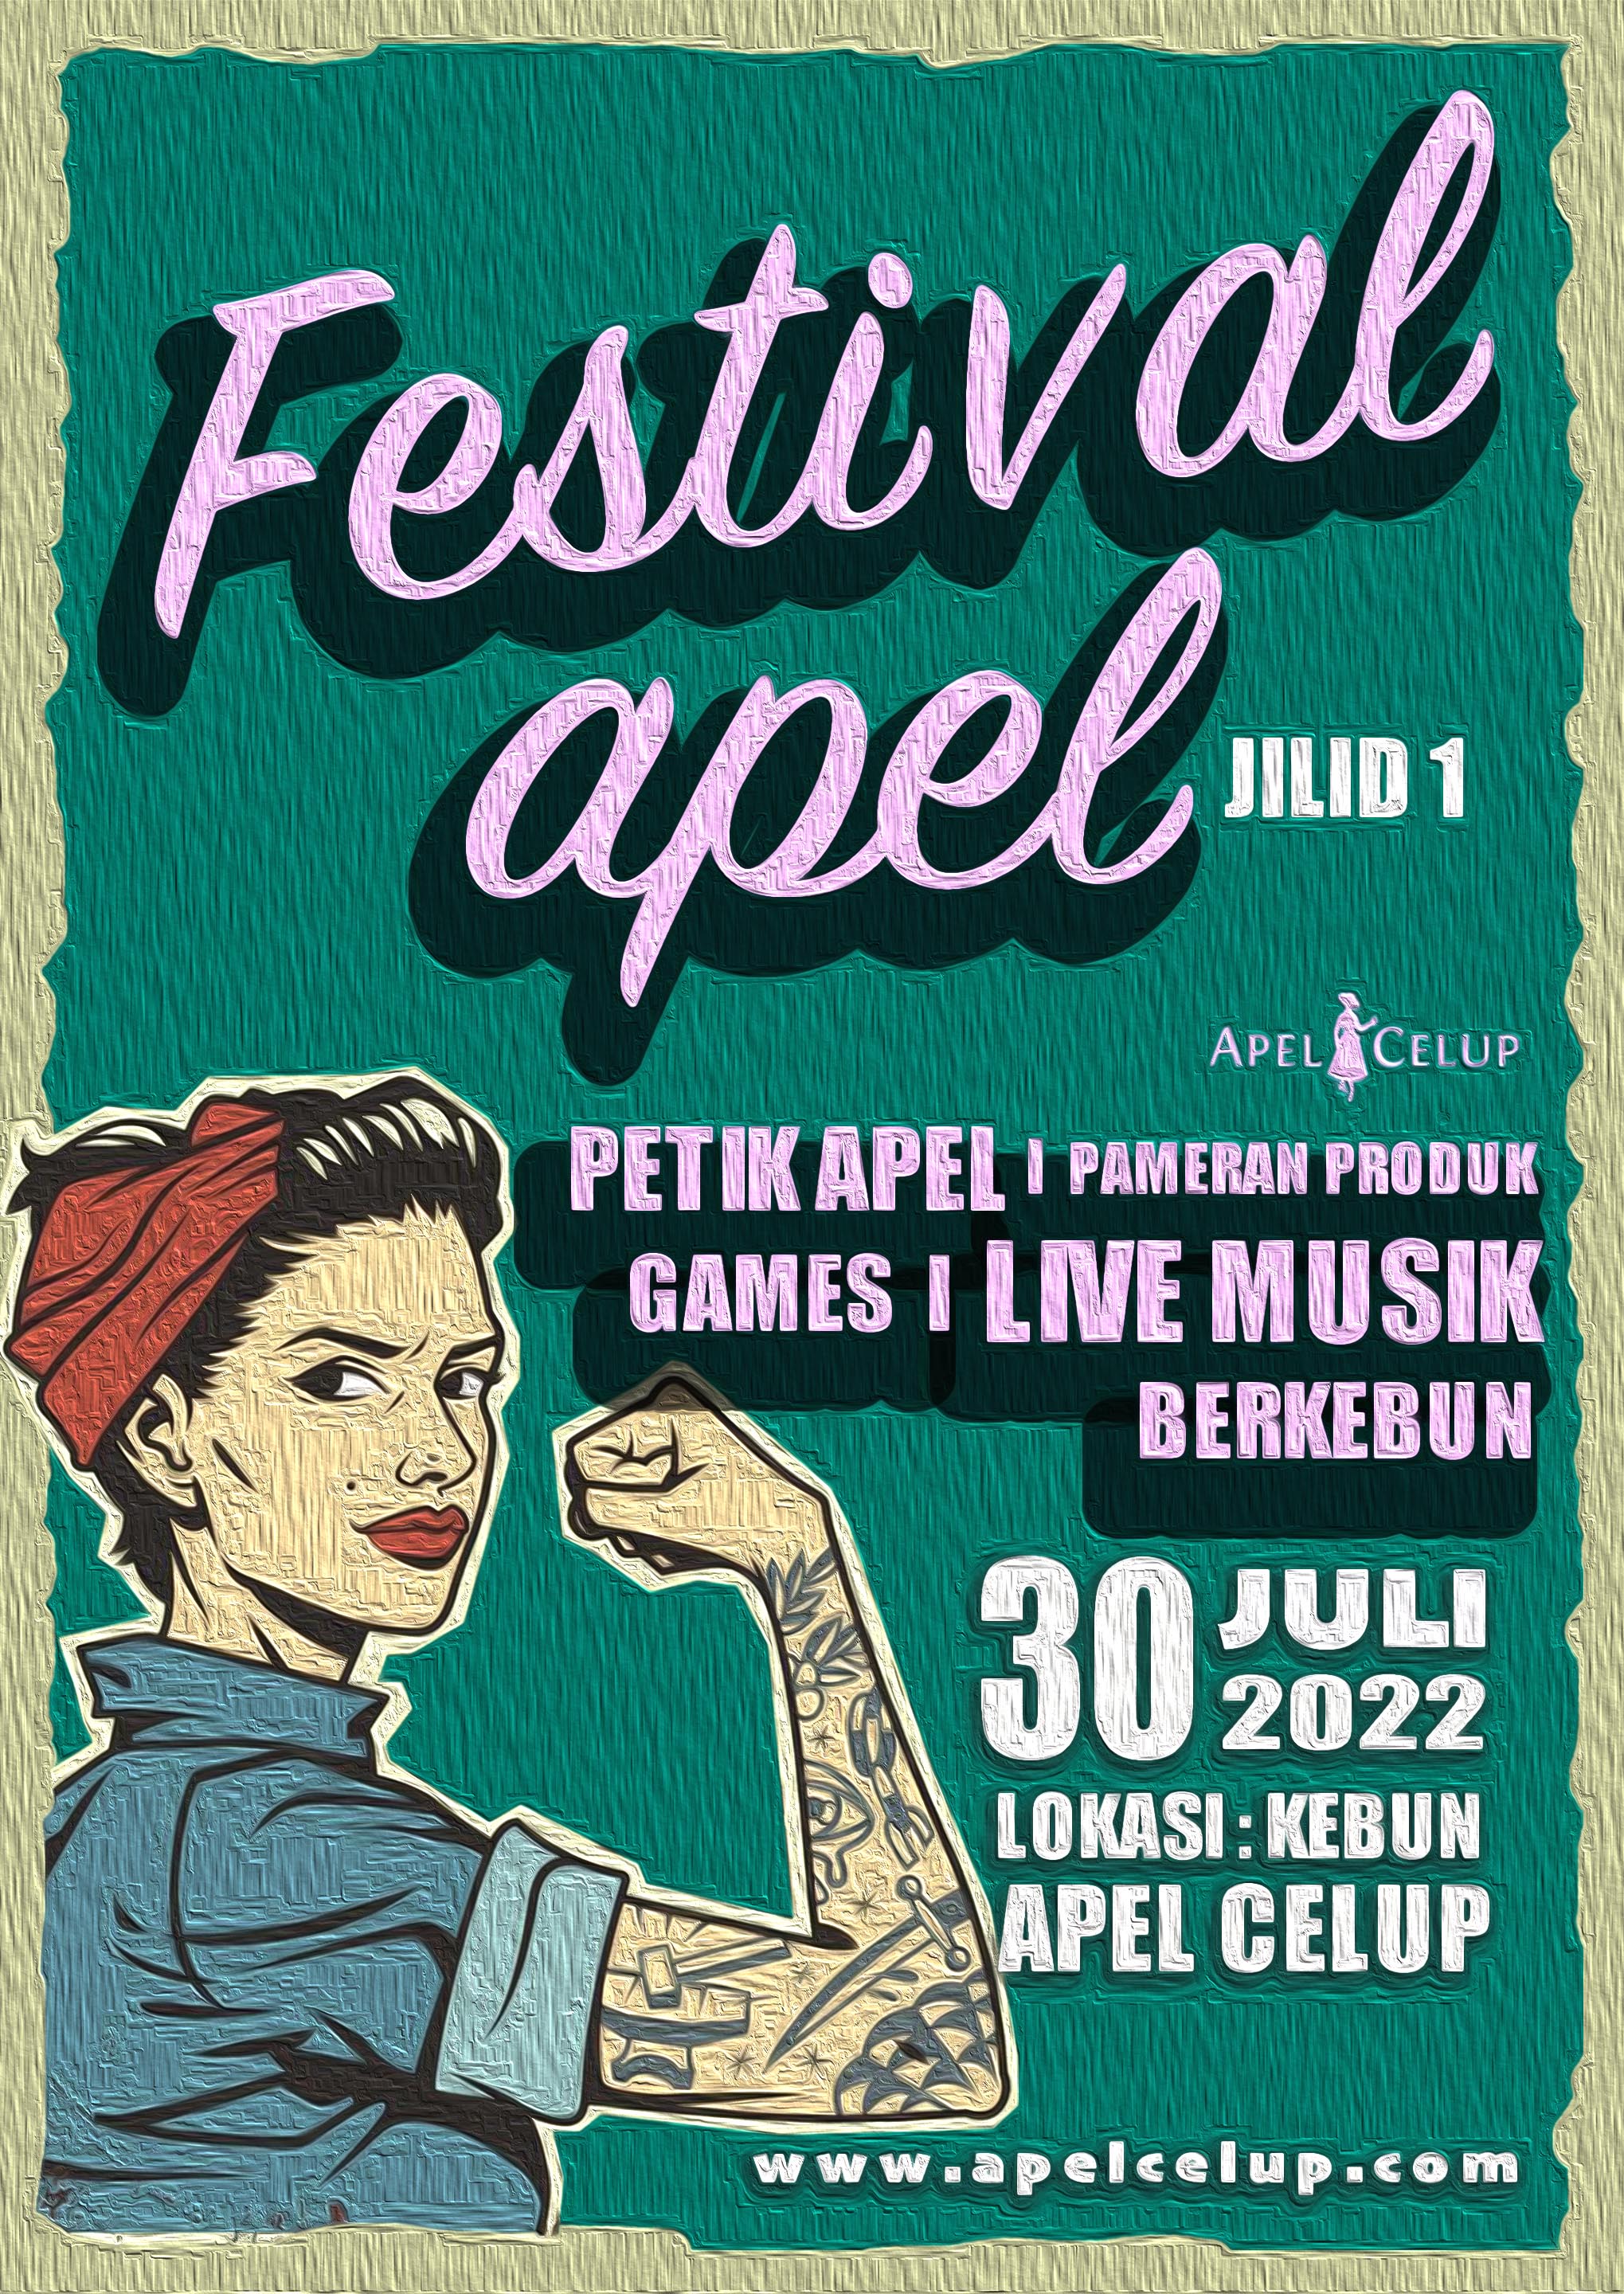 Festival
apel
JILID 1
APEL CELUP
PETIK APEL | PAMERAN PRODUK
GAMES | LIVE MUSIK
BERKEBUN
30 JULI
2022
LOKASI : KEBUN
APEL CELUP
www.apelcelup.com